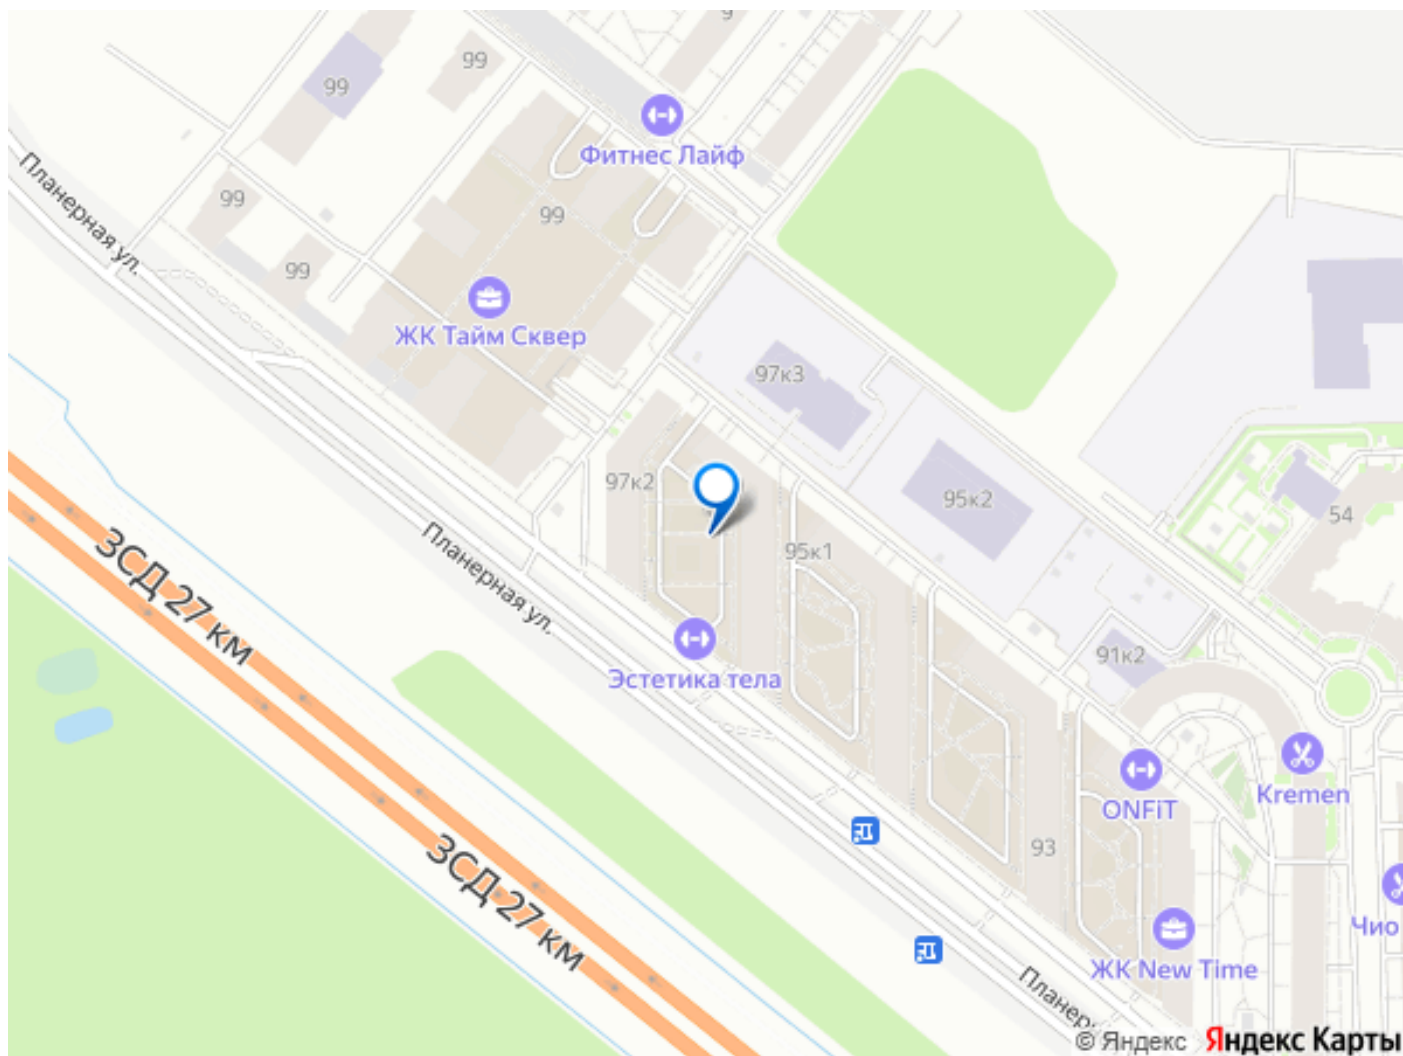 9
99
99
Фитнес Лайф
Планерная ул.
99
99
99
ЖК Тайм Сквер
97к3
97к2
95к2
54
Планерная ул.
95к1
ЗСД 27 км
Эстетика тела
91к2
Kremen
ONFiT
93
ЗСД 27 км
Чио
ЖК New Time
Планерн
© Яндекс Яндекс Карты